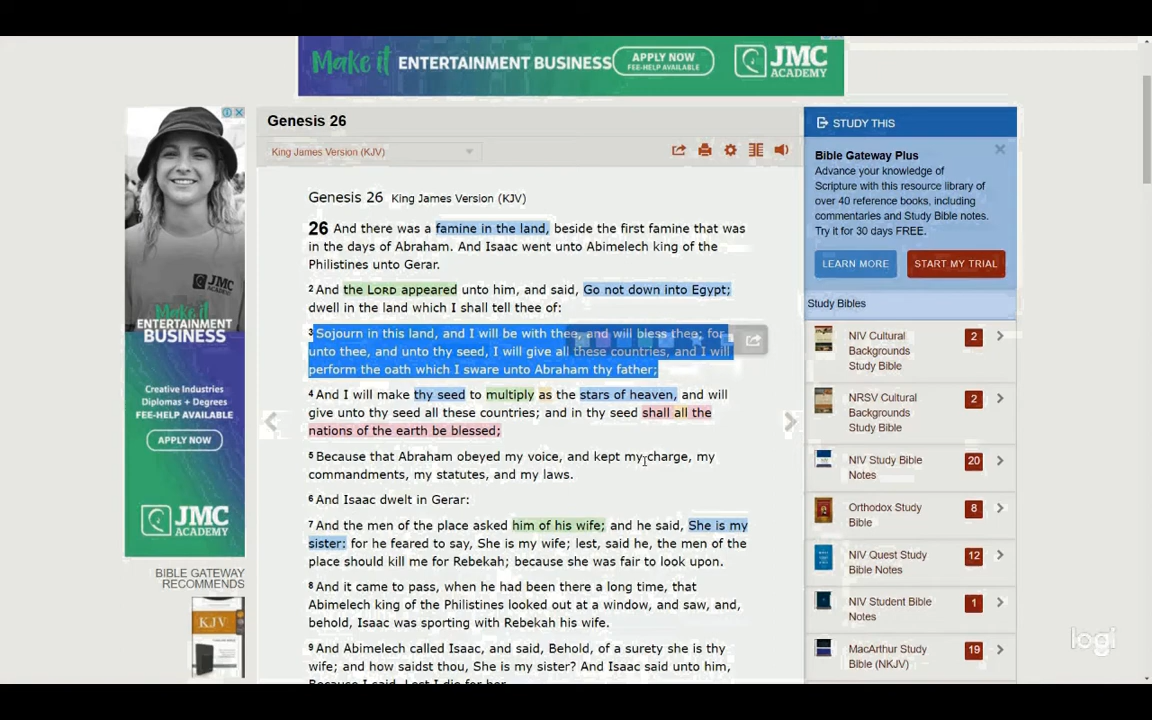 Make it ENTERTAINMENT BUSINESS
APPLY NOW
FEE-HELP AVAILABLE
JMC
ACADEMY
JMC
ACADEMY
Make it
ENTERTAINMENT
BUSINESS
Creative Industries
Diplomas + Degrees
FEE-HELP AVAILABLE
APPLY NOW
JMC
ACADEMY
BIBLE GATEWAY
RECOMMENDS
KJV
Genesis 26
King James Version (KJV)
Genesis 26 King James Version (KJV)
26 And there was a famine in the land, beside the first famine that was
in the days of Abraham. And Isaac went unto Abimelech king of the
Philistines unto Gerar.
2 And the LORD appeared unto him, and said, Go not down into Egypt;
dwell in the land which I shall tell thee of:
3 Sojourn in this land, and I will be with thee, and will bless thee; for
unto thee, and unto thy seed, I will give all these countries, and I will
perform the oath which I sware unto Abraham thy father;
4 And I will make thy seed to multiply as the stars of heaven, and will
give unto thy seed all these countries; and in thy seed shall all the
nations of the earth be blessed;
5 Because that Abraham obeyed my voice, and kept my charge, my
commandments, my statutes, and my laws.
6 And Isaac dwelt in Gerar:
7 And the men of the place asked him of his wife; and he said, She is my
sister: for he feared to say, She is my wife; lest, said he, the men of the
place should kill me for Rebekah; because she was fair to look upon.
8 And it came to pass, when he had been there a long time, that
Abimelech king of the Philistines looked out at a window, and saw, and,
behold, Isaac was sporting with Rebekah his wife.
9 And Abimelech called Isaac, and said, Behold, of a surety she is thy
wife; and how saidst thou, She is my sister? And Isaac said unto him,
Because I said, Lest I die for her.
STUDY THIS
Bible Gateway Plus
Advance your knowledge of
Scripture with this resource library of
over 40 reference books, including
commentaries and Study Bible notes.
Try it for 30 days FREE.
LEARN MORE
START MY TRIAL
Study Bibles
NIV Cultural
Backgrounds
Study Bible
2
NRSV Cultural
Backgrounds
Study Bible
2
NIV Study Bible
Notes
20
Orthodox Study
Bible
8
NIV Quest Study
Bible Notes
12
NIV Student Bible
Notes
1
MacArthur Study
Bible (NKJV)
19
logi